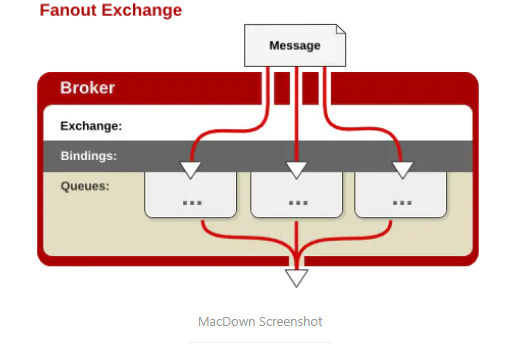 Fanout Exchange
Message
Broker
Exchange:
Bindings:
Queues:
... ... ...
MacDown Screenshot